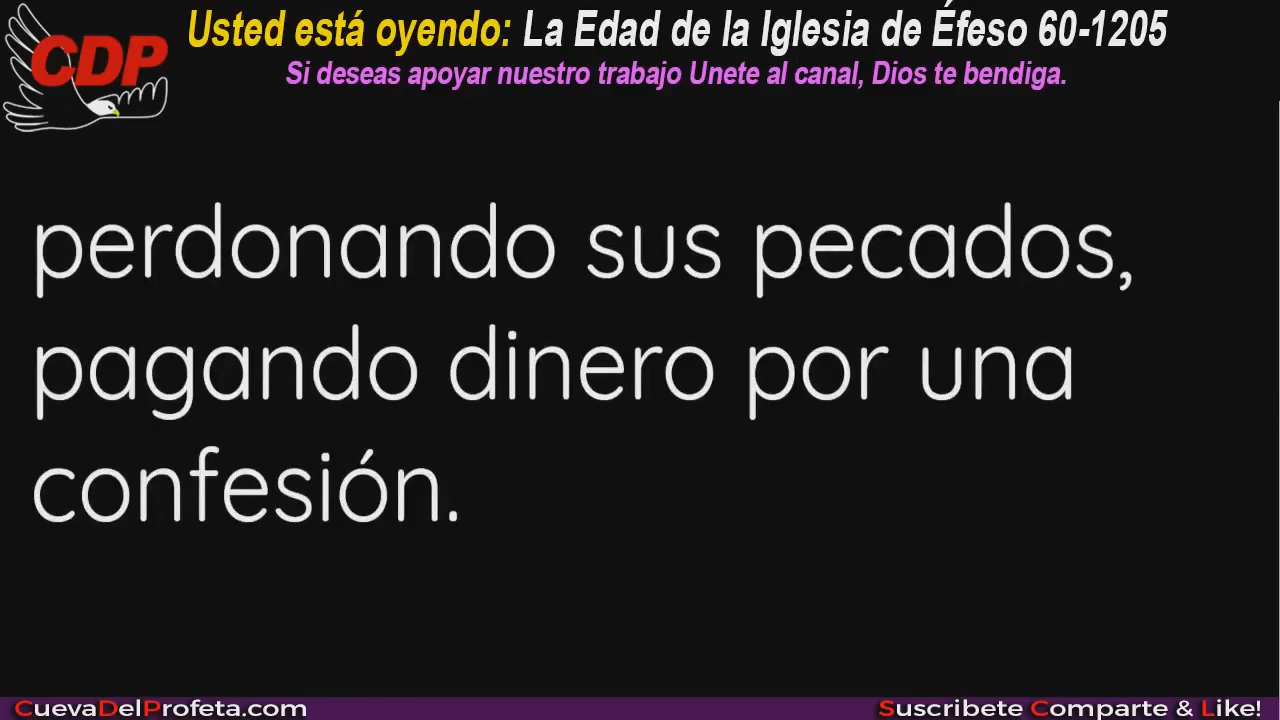 CDP
Usted está oyendo: La Edad de la Iglesia de Éfeso 60-1205
Si deseas apoyar nuestro trabajo Unete al canal, Dios te bendiga.
perdonando sus pecados,
pagando dinero por una
confesión.
CuevaDelProfeta.com
Suscribete Comparte & Like!